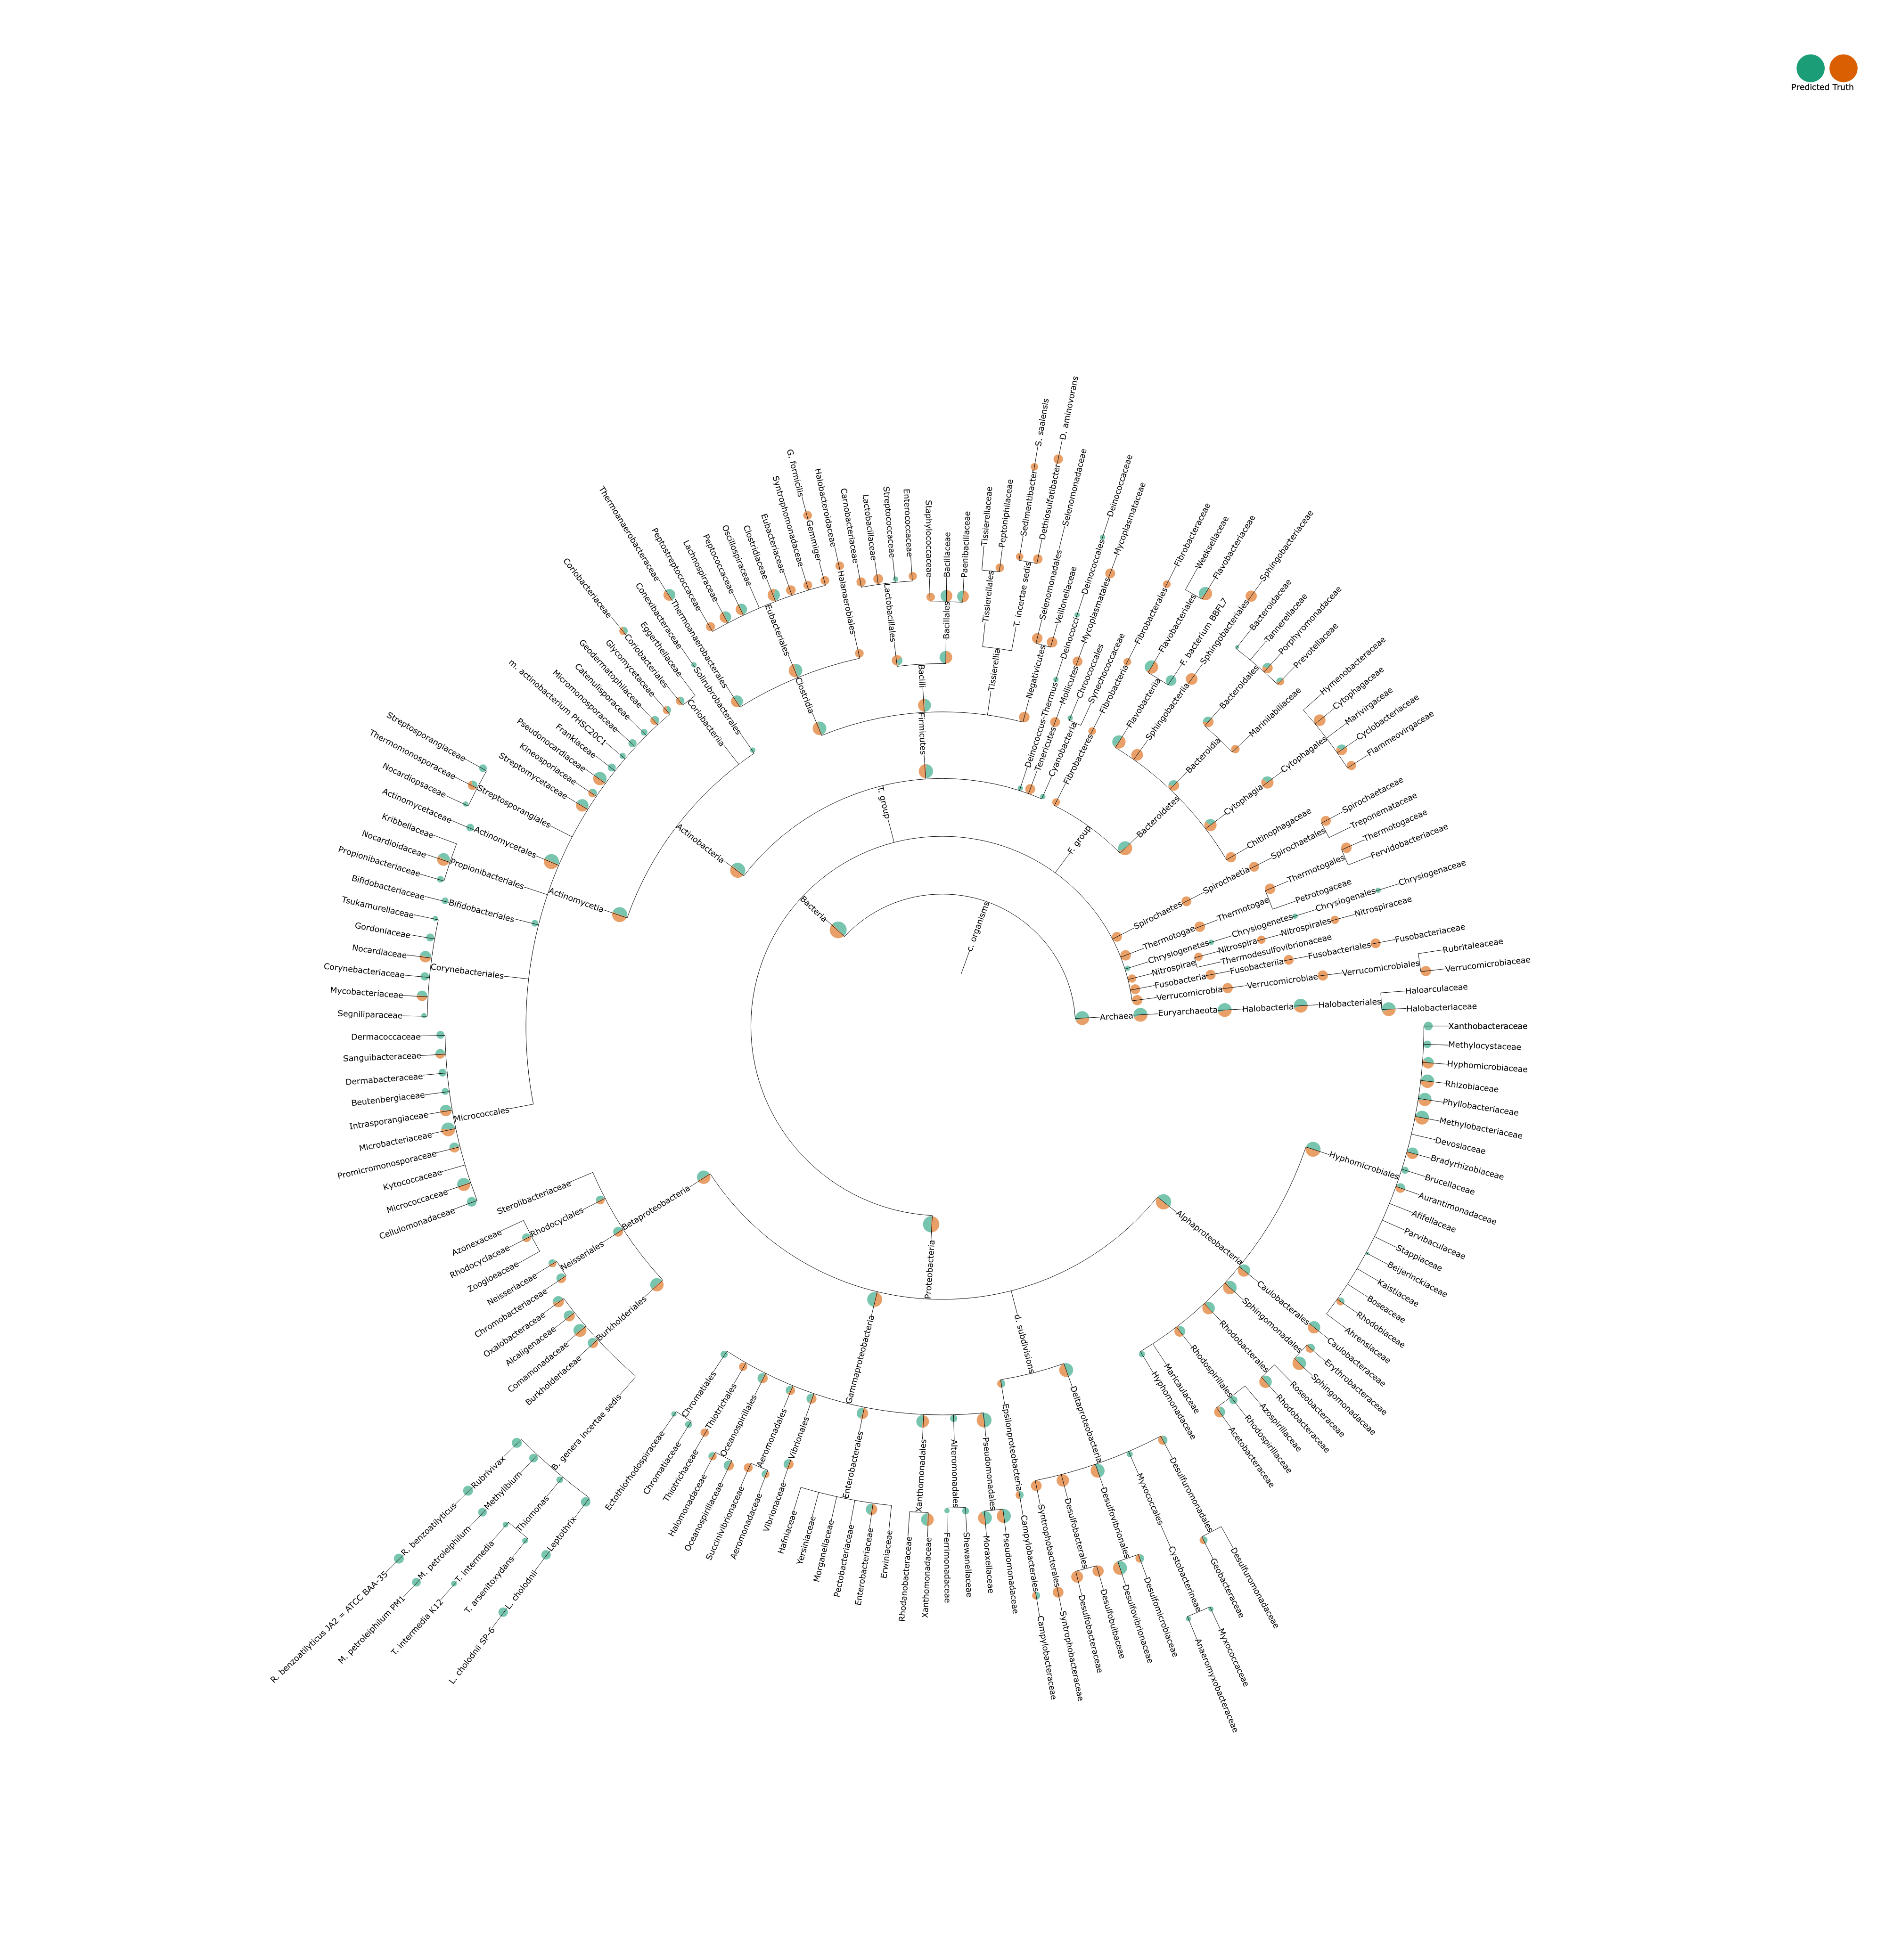 Predicted Truth
c. organisms
Bacteria
Archaea
Euryarchaeota
Halobacteria
Halobacteriales
Haloarculaceae
Halobacteriaceae
T. group
F. group
Actinobacteria
Firmicutes
Deinococcus-Thermus
Deinococci
Deinococcales
Deinococcaceae
Tenericutes
Mollicutes
Mycoplasmatales
Mycoplasmataceae
Cyanobacteria
Chroococcales
Synechococcaceae
Fibrobacteres
Fibrobacteria
Fibrobacterales
Fibrobacteraceae
Bacteroidetes
Flavobacteriia
Flavobacteriales
Weeksellaceae
Flavobacteriaceae
F. bacterium BBFL7
Sphingobacteriia
Sphingobacteriales
Sphingobacteriaceae
Bacteroidia
Bacteroidales
Bacteroidaceae
Tannerellaceae
Porphyromonadaceae
Prevotellaceae
Marinilabiliaceae
Cytophagia
Cytophagales
Hymenobacteraceae
Cytophagaceae
Marivirgaceae
Cyclobacteriaceae
Flammeovirgaceae
Chitinophagaceae
Spirochaetes
Spirochaetia
Spirochaetales
Spirochaetaceae
Treponemataceae
Thermotogae
Thermotogae
Thermotogales
Thermotogaceae
Fervidobacteriaceae
Petrotogaceae
Chrysiogenetes
Chrysiogenetes
Chrysiogenales
Chrysiogenaceae
Nitrospirae
Nitrospira
Nitrospirales
Nitrospiraceae
Thermodesulfovibrionaceae
Fusobacteria
Fusobacteriia
Fusobacteriales
Fusobacteriaceae
Verrucomicrobia
Verrucomicrobiae
Verrucomicrobiales
Rubritaleaceae
Verrucomicrobiaceae
Clostridia
Bacilli
Tissierellia
Negativicutes
Selenomonadales
Selenomonadaceae
Veillonellaceae
Tissierellales
Tissierellaceae
Peptoniphilaceae
T. incertae sedis
Sedimentibacter
S. saalensis
Dethiosulfatibacter
D. aminovorans
Bacillales
Staphylococcaceae
Bacillaceae
Paenibacillaceae
Lactobacillales
Carnobacteriaceae
Lactobacillaceae
Streptococcaceae
Enterococcaceae
Halanaerobiales
Halobacteroidaceae
Eubacteriales
Peptostreptococcaceae
Lachnospiraceae
Peptococcaceae
Oscillospiraceae
Clostridiaceae
Eubacteriaceae
Syntrophomonadaceae
Gemmiger
G. formicilis
Thermoanaerobacterales
Thermoanaerobacteraceae
Coriobacteriia
Coriobacteriales
Coriobacteriaceae
Eggerthellaceae
Solirubrobacterales
Conexibacteraceae
Actinomycetia
Glycomycetaceae
Geodermatophilaceae
Catenulisporaceae
Micromonosporaceae
m. actinobacterium PHSC20C1
Frankiaceae
Pseudonocardiaceae
Kineosporiaceae
Streptomycetaceae
Streptosporangiales
Streptosporangiaceae
Thermomonosporaceae
Nocardiopsaceae
Actinomycetales
Actinomycetaceae
Propionibacteriales
Kribbellaceae
Nocardioidaceae
Propionibacteriaceae
Bifidobacteriales
Bifidobacteriaceae
Corynebacteriales
Tsukamurellaceae
Gordoniaceae
Nocardiaceae
Corynebacteriaceae
Mycobacteriaceae
Segniliparaceae
Micrococcales
Dermacoccaceae
Sanguibacteraceae
Dermabacteraceae
Beutenbergiaceae
Intrasporangiaceae
Microbacteriaceae
Promicromonosporaceae
Kytococcaceae
Micrococcaceae
Cellulomonadaceae
Proteobacteria
Betaproteobacteria
Sterolibacteriaceae
Rhodocyclales
Azonexaceae
Rhodocyclaceae
Zoogloeaceae
Neisseriales
Neisseriaceae
Chromobacteriaceae
Burkholderiales
Oxalobacteraceae
Alcaligenaceae
Comamonadaceae
Burkholderiaceae
B. genera incertae sedis
Rubrivivax
R. benzoatilyticus
R. benzoatilyticus JA2 = ATCC BAA-35
Methylibium
M. petroleiphilum
M. petroleiphilum PM1
Thiomonas
T. intermedia
T. intermedia K12
T. arsenitoxydans
Leptothrix
L. cholodnii
L. cholodnii SP-6
Gammaproteobacteria
Chromatiales
Ectothiorhodospiraceae
Chromatiaceae
Thiotrichales
Thiotrichaceae
Oceanospirillales
Halomonadaceae
Oceanospirillaceae
Aeromonadales
Succinivibrionaceae
Aeromonadaceae
Vibrionales
Vibrionaceae
Enterobacterales
Hafniaceae
Yersiniaceae
Morganellaceae
Pectobacteriaceae
Enterobacteriaceae
Erwiniaceae
Xanthomonadales
Rhodanobacteraceae
Xanthomonadaceae
Alteromonadales
Ferrimonadaceae
Shewanellaceae
Pseudomonadales
Moraxellaceae
Pseudomonadaceae
d. subdivisions
Epsilonproteobacteria
Campylobacterales
Campylobacteraceae
Deltaproteobacteria
Syntrophobacterales
Syntrophobacteraceae
Desulfobacterales
Desulfobacteraceae
Desulfobulbaceae
Desulfovibrionales
Desulfovibrionaceae
Desulfomicrobiaceae
Myxococcales
Cystobacterineae
Anaeromyxobacteraceae
Myxococcaceae
Desulfuromonadales
Geobacteraceae
Desulfuromonadaceae
Alphaproteobacteria
Hyphomicrobiales
Xanthobacteraceae
Methylocystaceae
Hyphomicrobiaceae
Rhizobiaceae
Phyllobacteriaceae
Methylobacteriaceae
Devosiaceae
Bradyrhizobiaceae
Brucellaceae
Aurantimonadaceae
Afifellaceae
Parvibaculaceae
Stappiaceae
Beijerinckiaceae
Kaistiaceae
Boseaceae
Rhodobiaceae
Ahrensiaceae
Caulobacterales
Caulobacteraceae
Sphingomonadales
Erythrobacteraceae
Sphingomonadaceae
Rhodobacterales
Roseobacteraceae
Rhodobacteraceae
Rhodospirillales
Azospirillaceae
Rhodospirillaceae
Acetobacteraceae
Maricaulaceae
Hyphomonadaceae